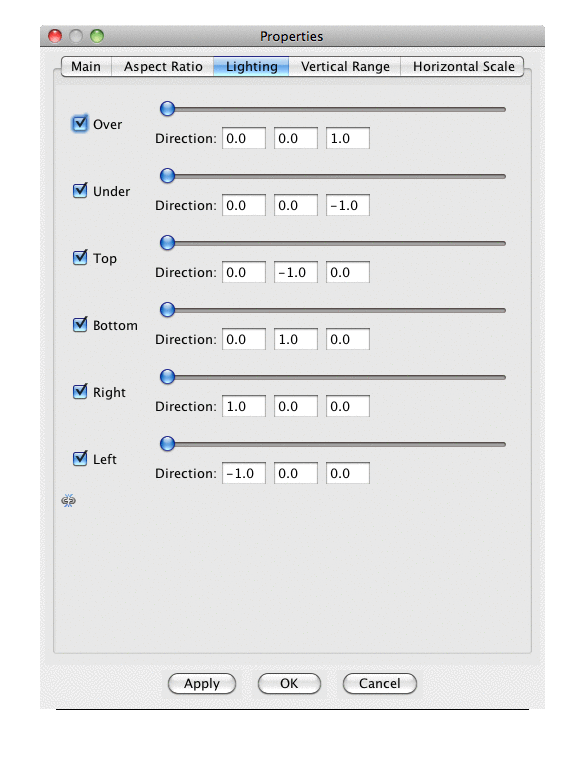 Properties
Main Aspect Ratio Lighting Vertical Range Horizontal Scale
Over
Direction: 0.0 0.0 1.0
Under
Direction: 0.0 0.0 −1.0
Top
Direction: 0.0 −1.0 0.0
Bottom
Direction: 0.0 1.0 0.0
Right
Direction: 1.0 0.0 0.0
Left
Direction: −1.0 0.0 0.0
Apply OK Cancel